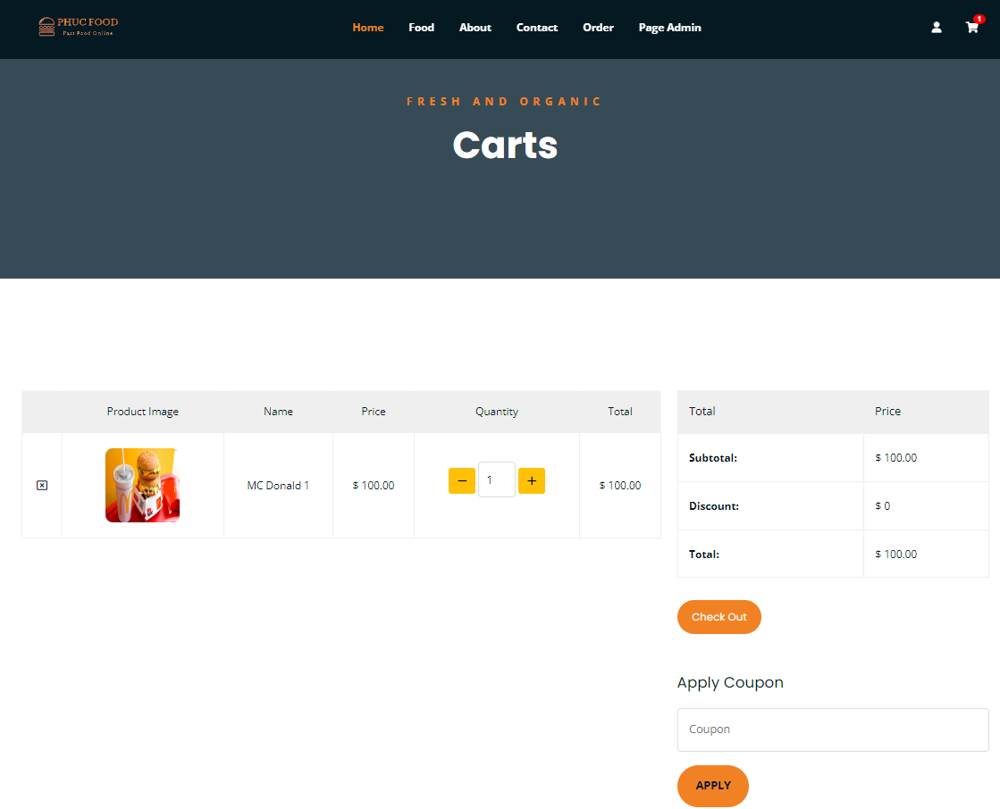 PHUC FOOD
Fast Food Online
Home Food About Contact Order Page Admin
1
FRESH AND ORGANIC
Carts
Product Image Name Price Quantity Total
MC Donald 1 $ 100.00 − 1 + $ 100.00
Total Price
Subtotal: $ 100.00
Discount: $ 0
Total: $ 100.00
Check Out
Apply Coupon
Coupon
APPLY